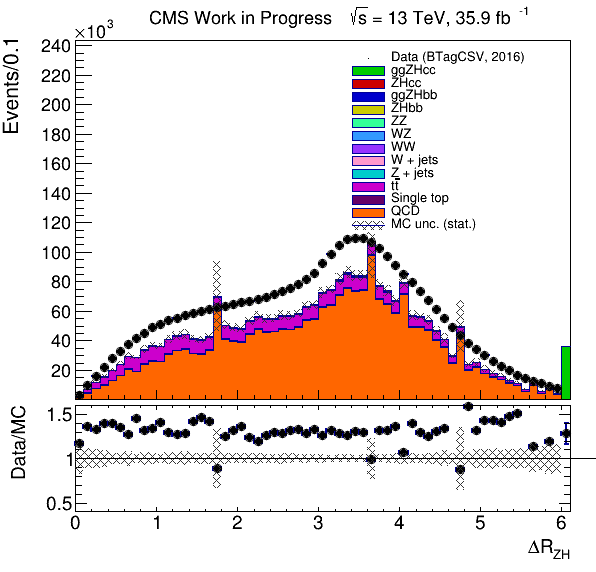 CMS Work in Progress √s = 13 TeV, 35.9 fb⁻¹
×10³
Events/0.1
240
220
200
180
160
140
120
100
80
60
40
20
Data (BTagCSV, 2016)
ggZHcc
ZHcc
ggZHbb
ZHbb
ZZ
WZ
WW
W + jets
Z + jets
tt̅
Single top
QCD
MC unc. (stat.)
Data/MC
1.5
1
0.5
0 1 2 3 4 5 6
ΔR_ZH